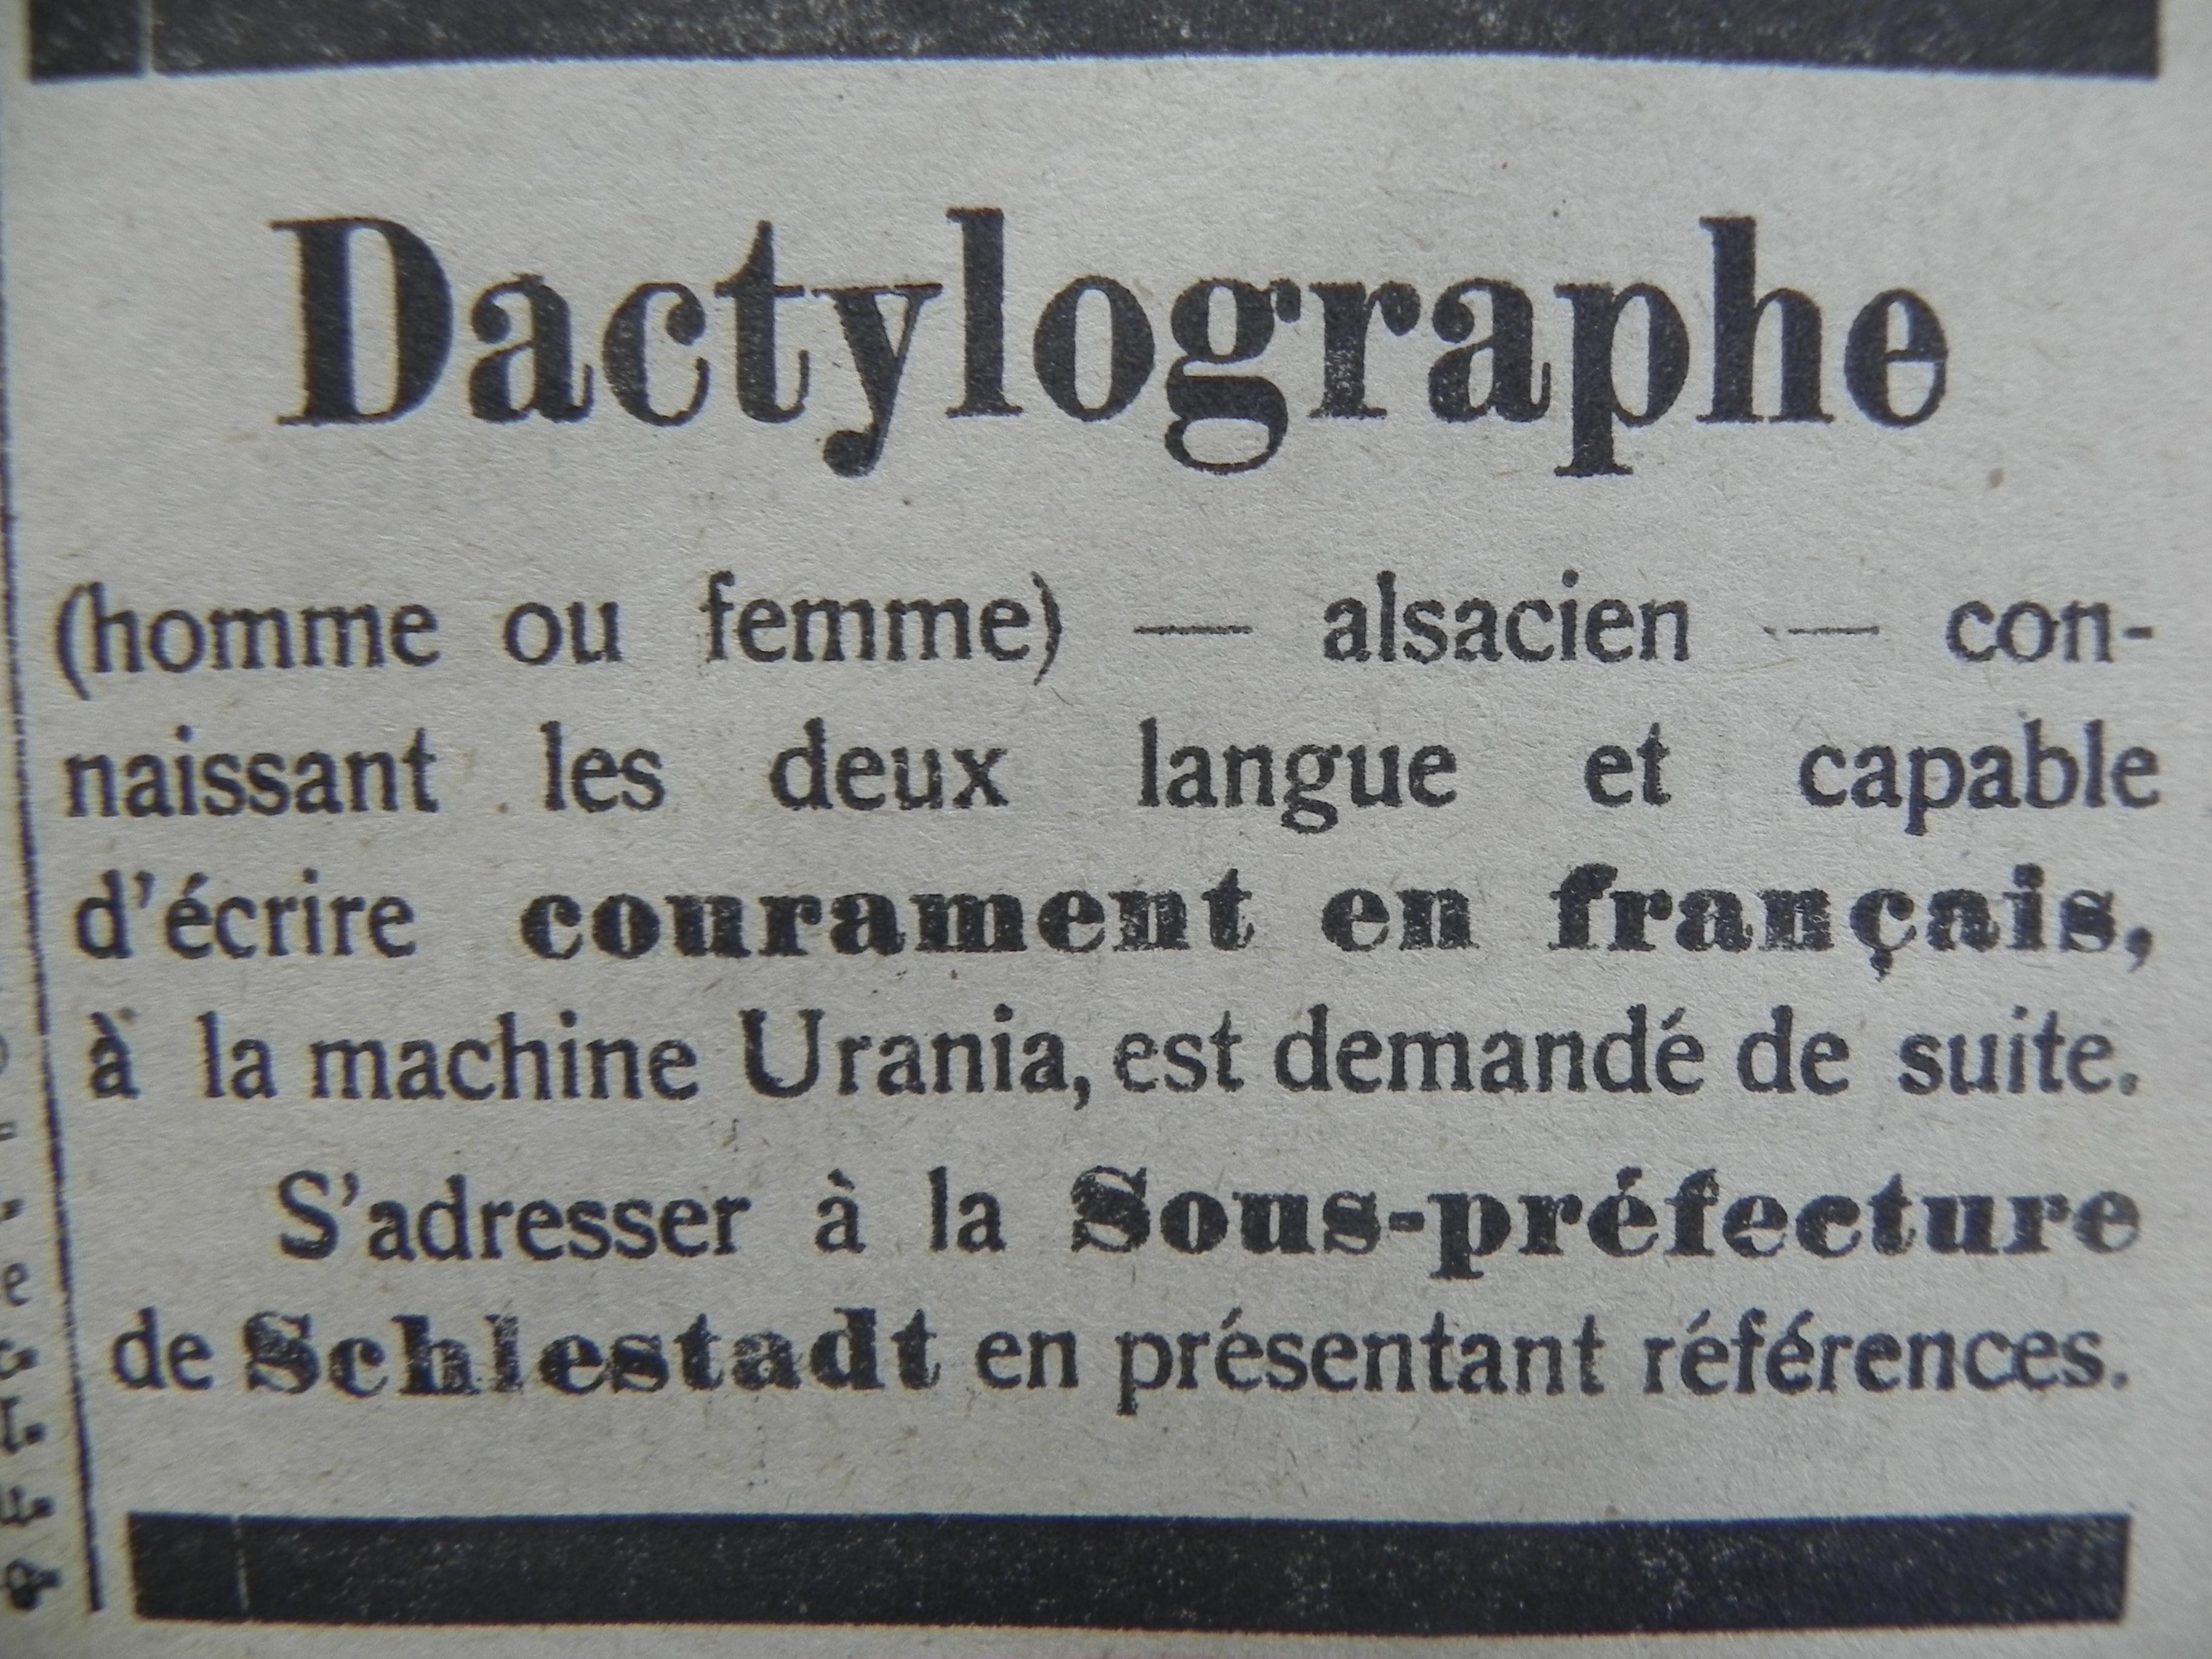 Dactylographe
(homme ou femme) — alsacien — con-
naissant les deux langue et capable
d'écrire courament en français,
à la machine Urania, est demandé de suite.
S'adresser à la Sous-préfecture
de Schlestadt en présentant références.